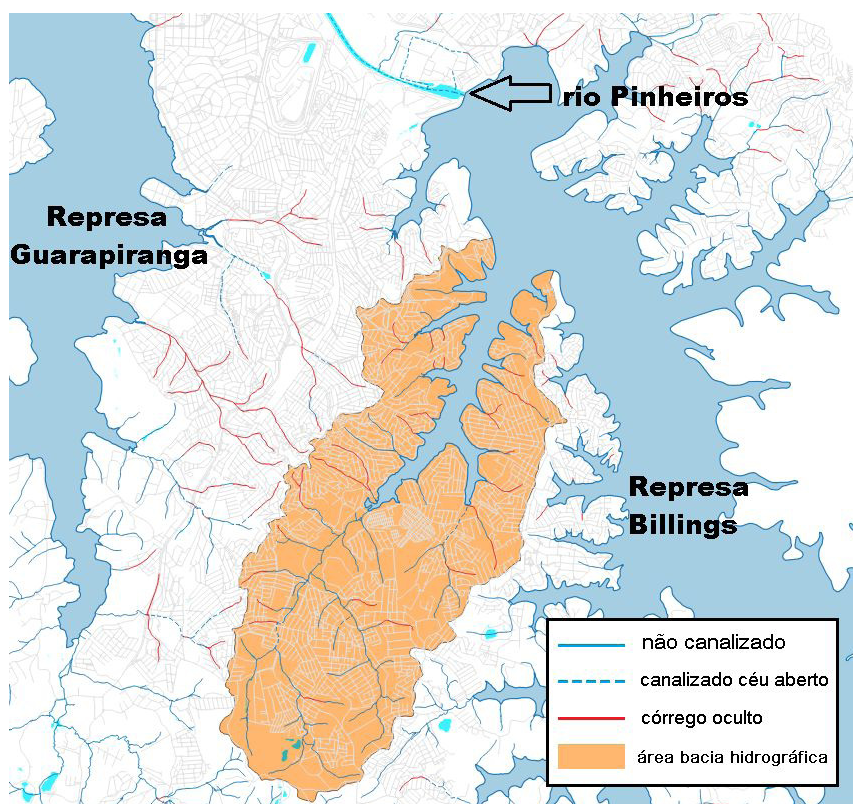 rio Pinheiros
Represa
Guarapiranga
Represa
Billings
não canalizado
canalizado céu aberto
córrego oculto
área bacia hidrográfica